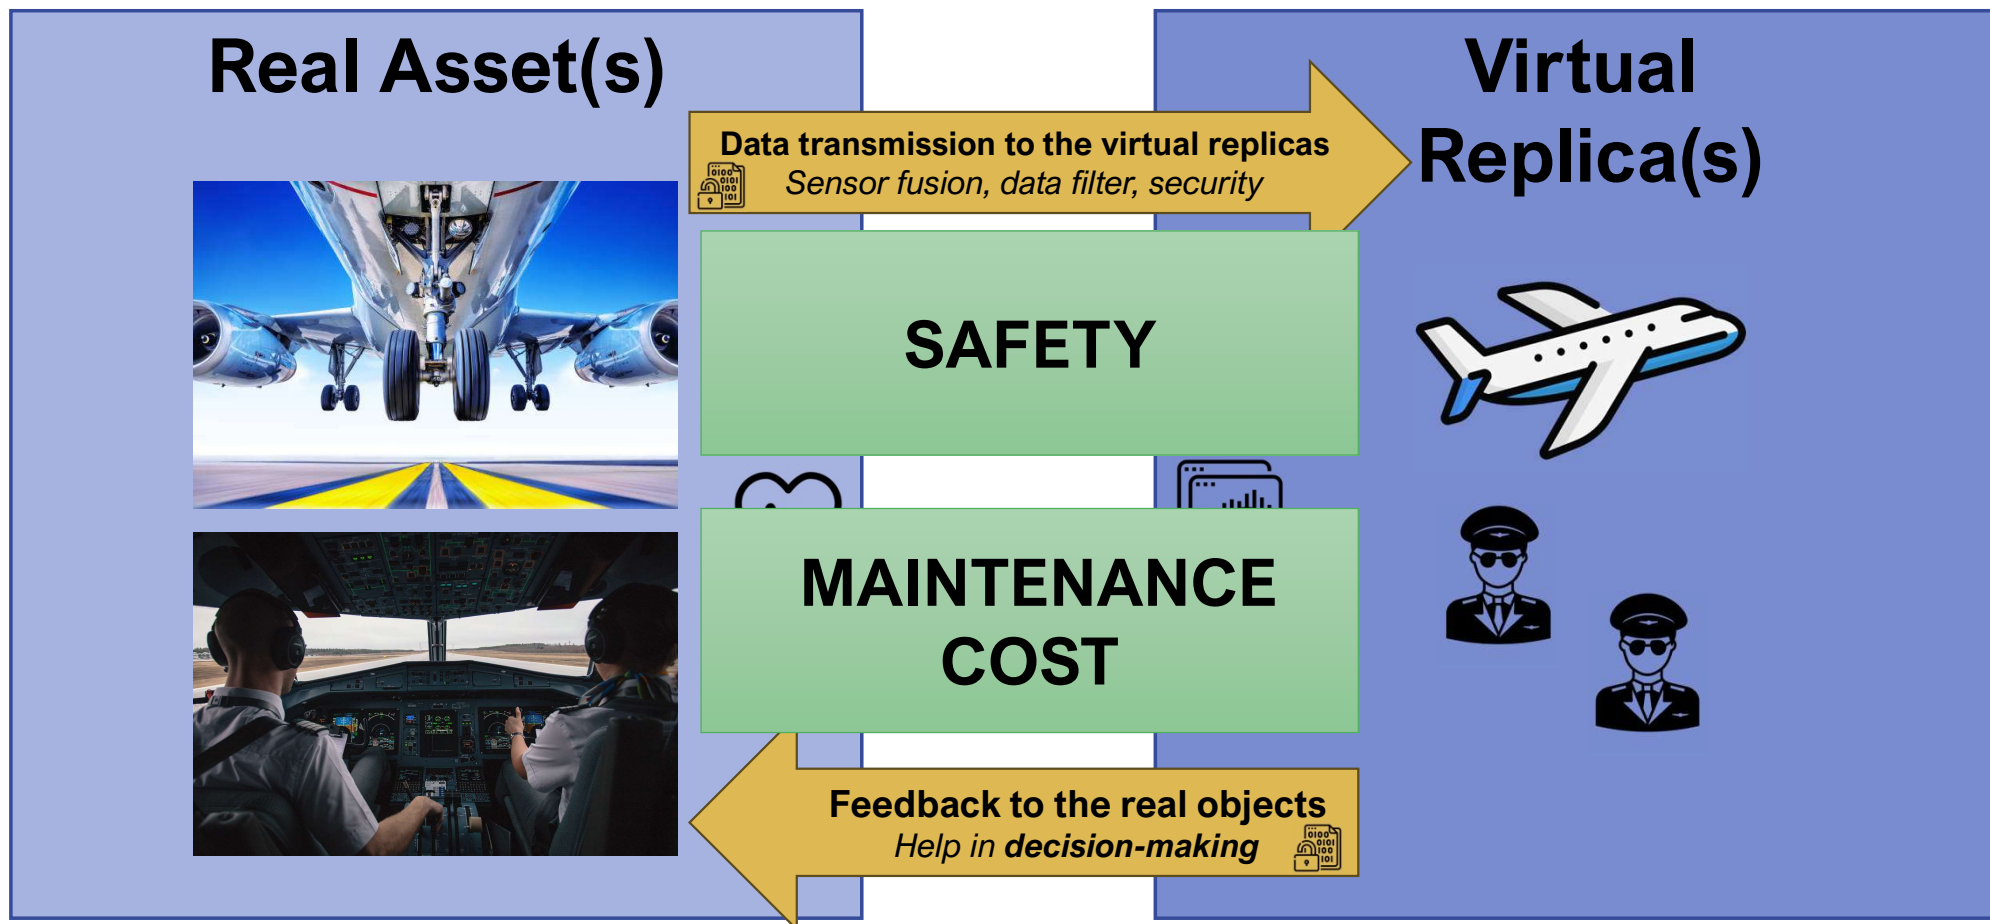 Real Asset(s)
Virtual
Replica(s)
Data transmission to the virtual replicas
Sensor fusion, data filter, security
SAFETY
MAINTENANCE
COST
Feedback to the real objects
Help in decision-making